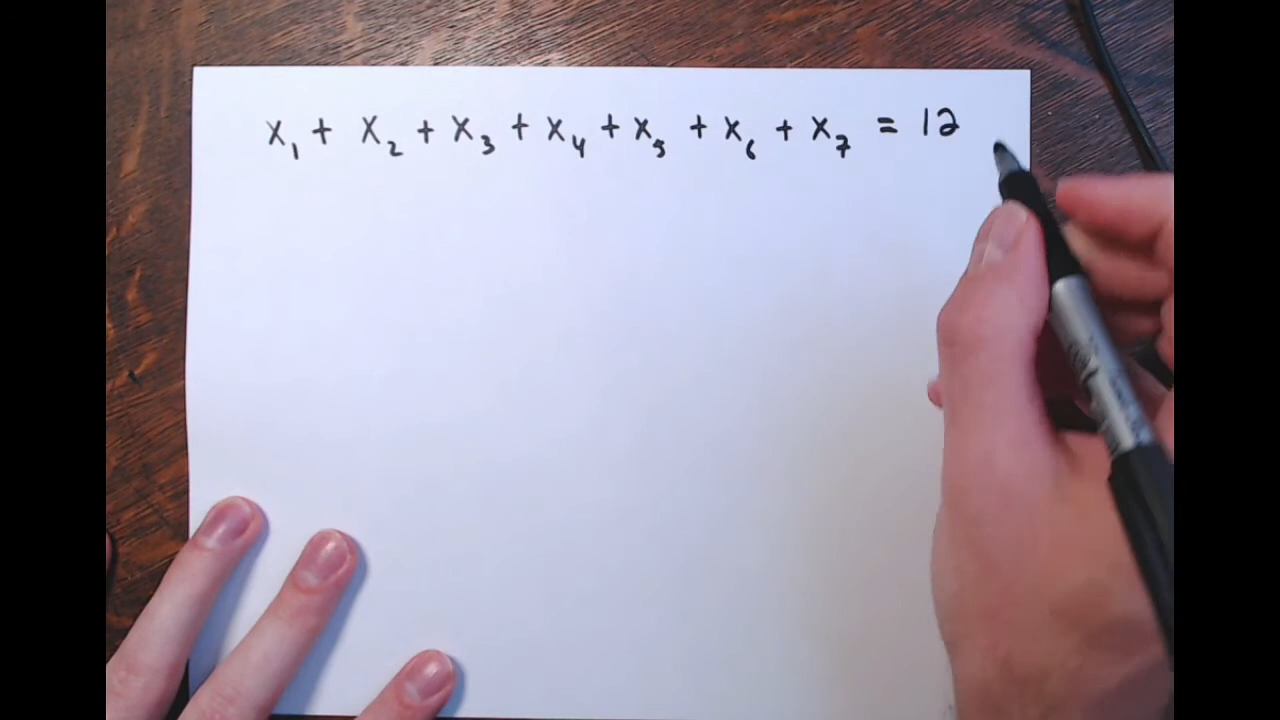 x₁ + x₂ + x₃ + x₄ + x₅ + x₆ + x₇ = 12